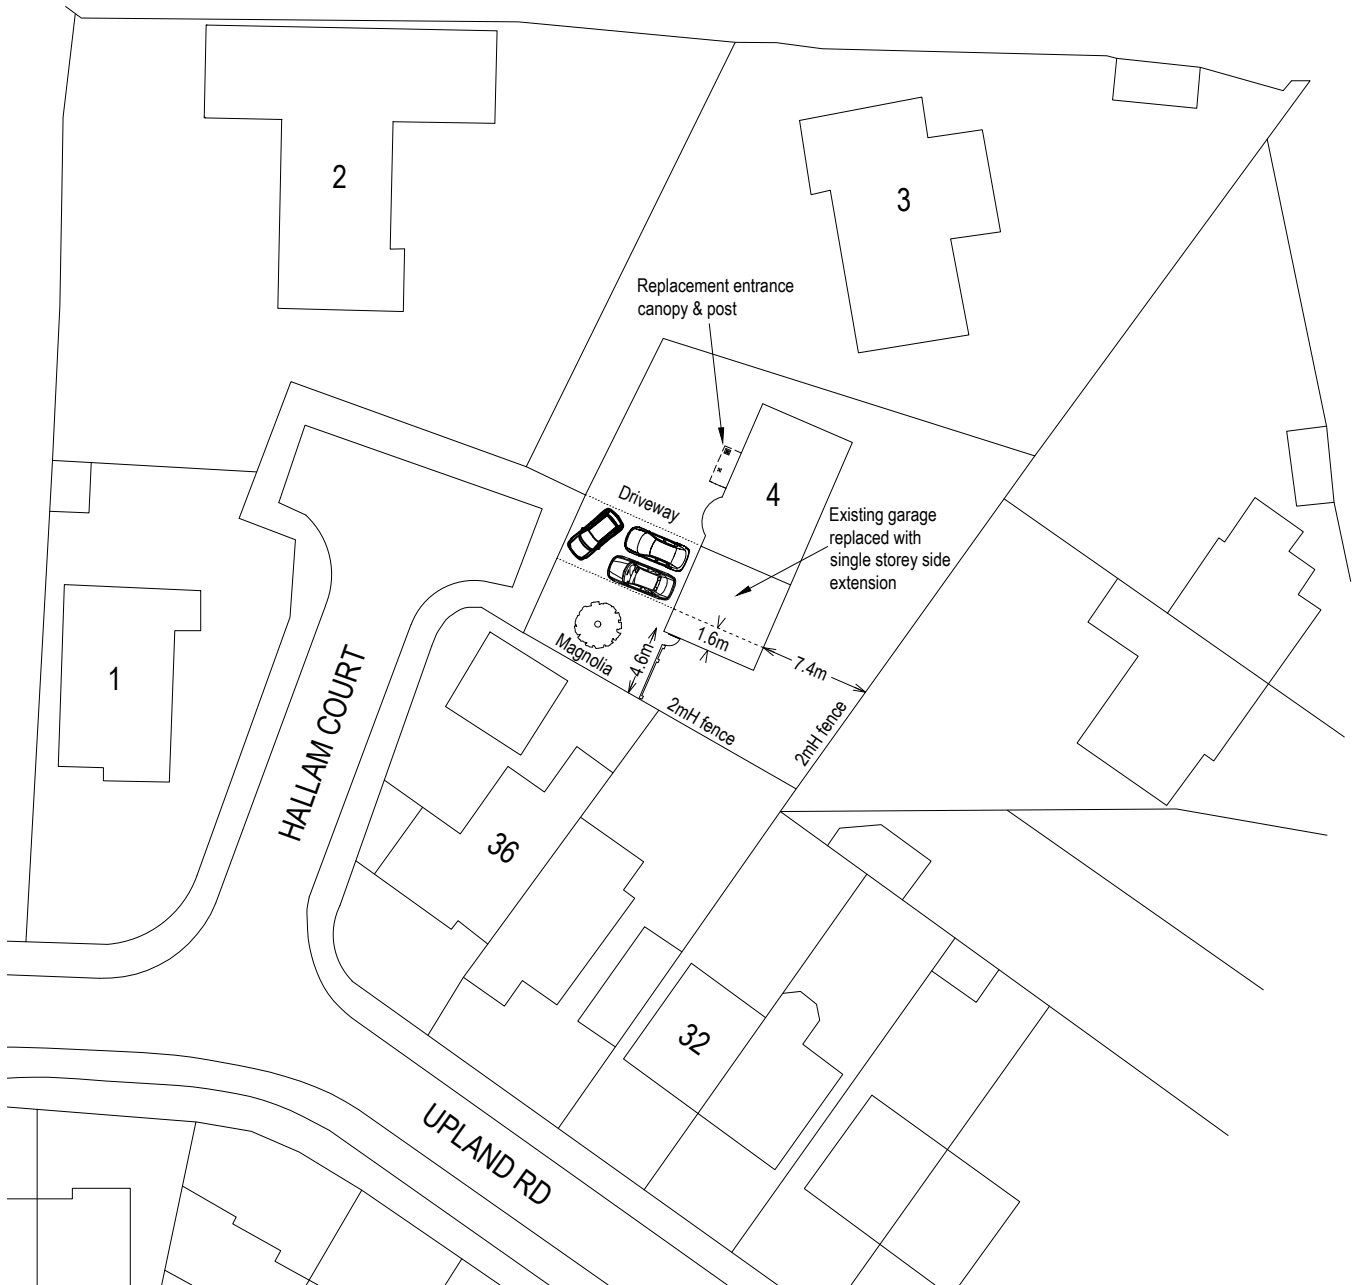 2
3
Replacement entrance
canopy & post
Driveway
4
Existing garage
replaced with
single storey side
extension
1.6m
Magnolia
4.6m
7.4m
2mH fence
2mH fence
1
HALLAM COURT
36
32
UPLAND RD